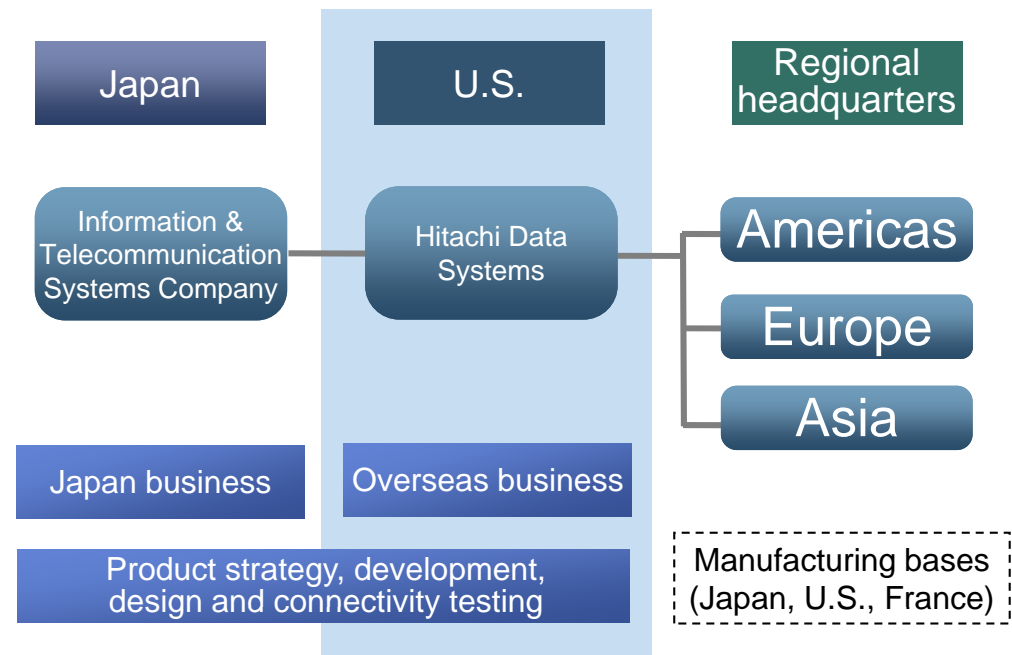 Japan
U.S.
Regional
headquarters
Information &
Telecommunication
Systems Company
Hitachi Data
Systems
Americas
Europe
Asia
Japan business
Overseas business
Product strategy, development,
design and connectivity testing
Manufacturing bases
(Japan, U.S., France)